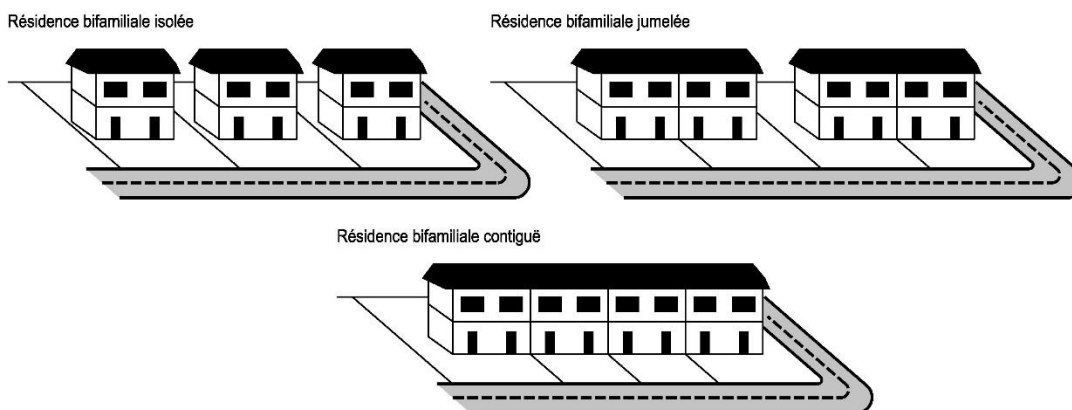 Résidence bifamiliale isolée
Résidence bifamiliale jumelée
Résidence bifamiliale contiguë